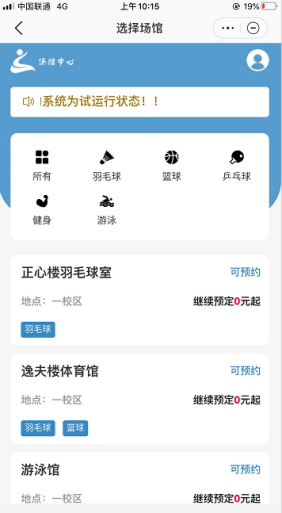 中国联通 4G 上午10:15 19%
选择场馆
体信中心
系统为试运行状态！！
所有 羽毛球 篮球 乒乓球
健身 游泳
正心楼羽毛球室 可预约
地点：一校区 继续预定0元起
羽毛球
逸夫楼体育馆 可预约
地点：一校区 继续预定0元起
羽毛球 篮球
游泳馆 可预约
地点：一校区 继续预定0元起